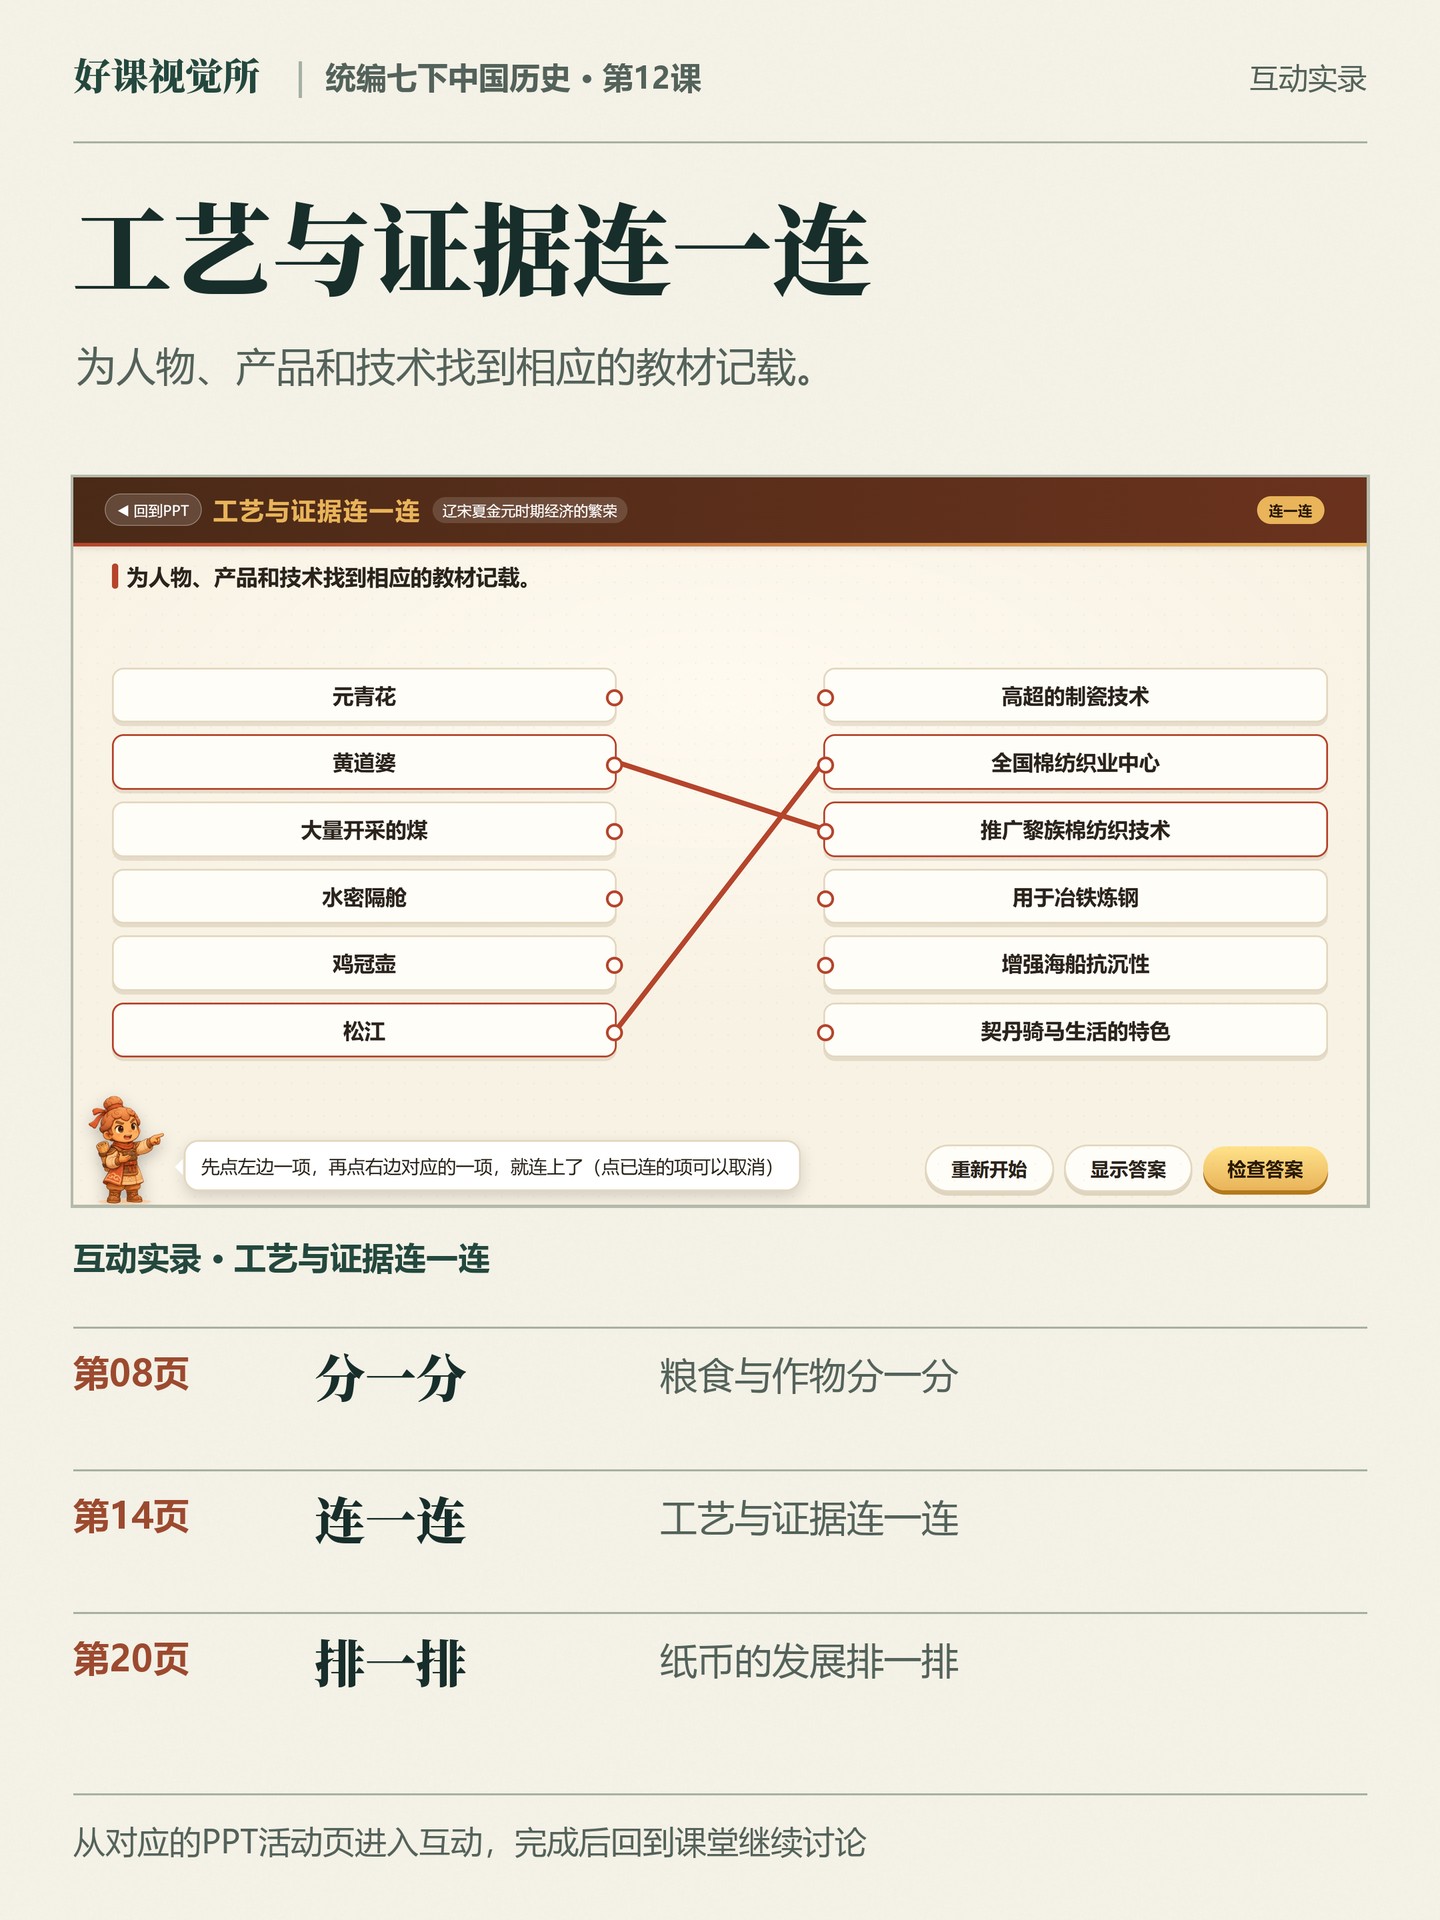 好课视觉所 | 统编七下中国历史·第12课
互动实录
工艺与证据连一连
为人物、产品和技术找到相应的教材记载。
◀ 回到PPT 工艺与证据连一连 辽宋夏金元时期经济的繁荣 连一连
为人物、产品和技术找到相应的教材记载。
元青花 高超的制瓷技术
黄道婆 全国棉纺织业中心
大量开采的煤 推广黎族棉纺织技术
水密隔舱 用于冶铁炼钢
鸡冠壶 增强海船抗沉性
松江 契丹骑马生活的特色
先点左边一项，再点右边对应的一项，就连上了（点已连的项可以取消）
重新开始 显示答案 检查答案
互动实录·工艺与证据连一连
第08页 分一分 粮食与作物分一分
第14页 连一连 工艺与证据连一连
第20页 排一排 纸币的发展排一排
从对应的PPT活动页进入互动，完成后回到课堂继续讨论